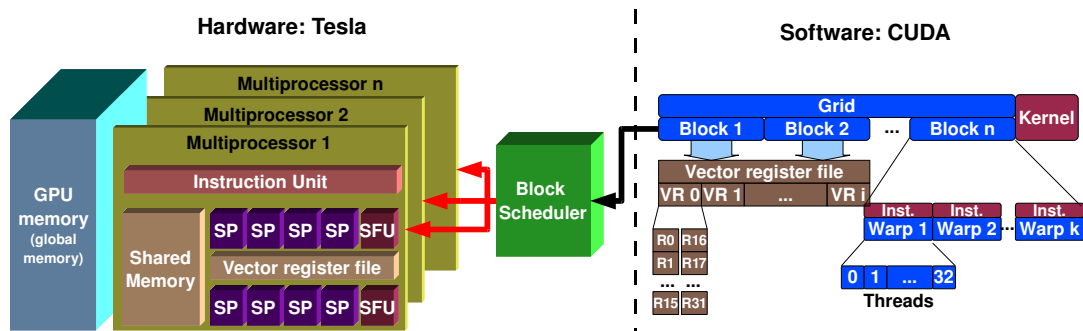 Hardware: Tesla
Software: CUDA
Multiprocessor n
Multiprocessor 2
Multiprocessor 1
Instruction Unit
GPU
memory
(global
memory)
Shared
Memory
SP SP SP SP SFU
Vector register file
SP SP SP SP SFU
Block
Scheduler
Grid
Kernel
Block 1 Block 2 ... Block n
Vector register file
VR 0 VR 1 ... VR i
R0 R16
R1 R17
... ...
R15 R31
Inst. Inst. Inst.
Warp 1 Warp 2 ... Warp k
0 1 ... 32
Threads